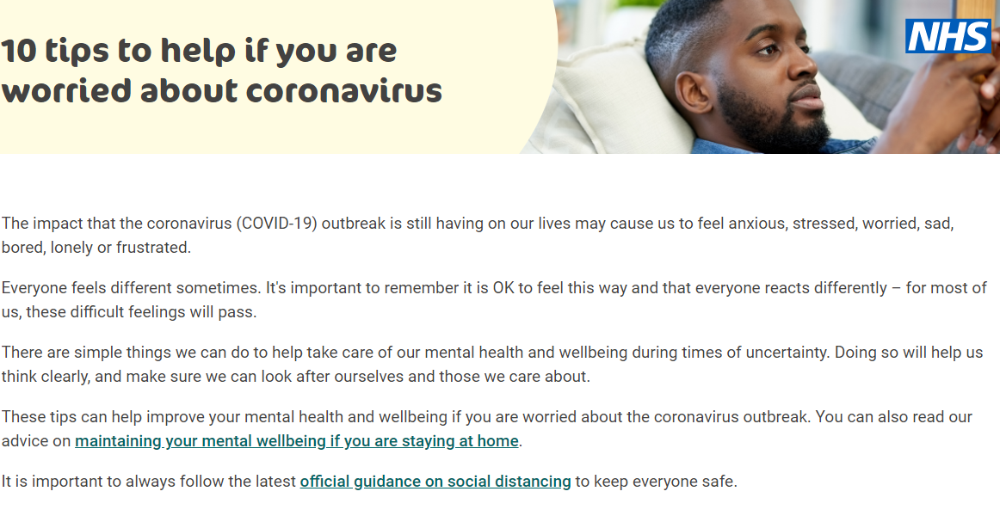 10 tips to help if you are
worried about coronavirus
NHS
The impact that the coronavirus (COVID-19) outbreak is still having on our lives may cause us to feel anxious, stressed, worried, sad,
bored, lonely or frustrated.
Everyone feels different sometimes. It's important to remember it is OK to feel this way and that everyone reacts differently – for most of
us, these difficult feelings will pass.
There are simple things we can do to help take care of our mental health and wellbeing during times of uncertainty. Doing so will help us
think clearly, and make sure we can look after ourselves and those we care about.
These tips can help improve your mental health and wellbeing if you are worried about the coronavirus outbreak. You can also read our
advice on maintaining your mental wellbeing if you are staying at home.
It is important to always follow the latest official guidance on social distancing to keep everyone safe.